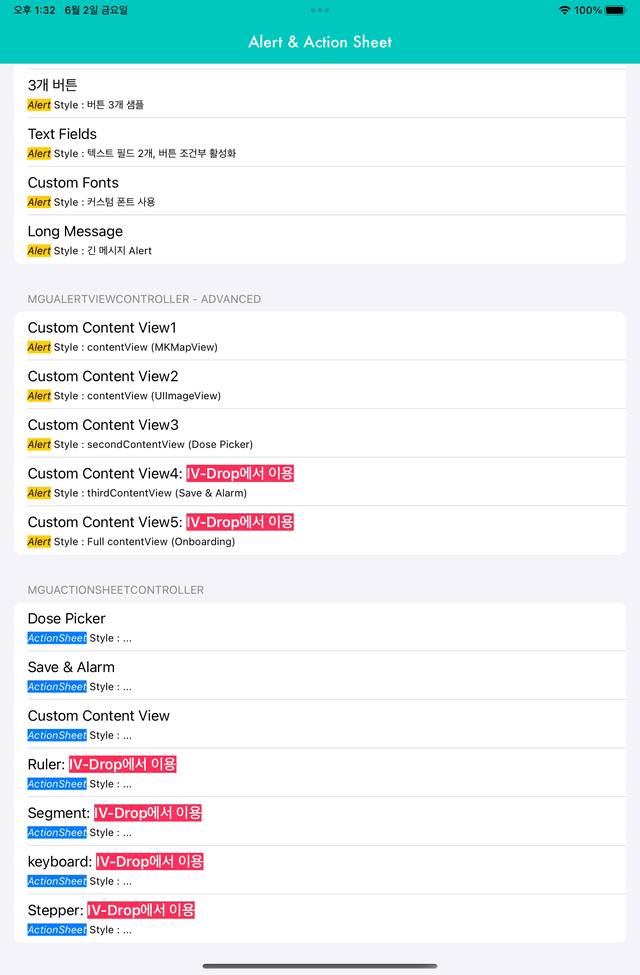 오후 1:32 6월 2일 금요일
100%
Alert & Action Sheet
3개 버튼
Alert Style : 버튼 3개 샘플
Text Fields
Alert Style : 텍스트 필드 2개, 버튼 조건부 활성화
Custom Fonts
Alert Style : 커스텀 폰트 사용
Long Message
Alert Style : 긴 메시지 Alert
MGUALERTVIEWCONTROLLER - ADVANCED
Custom Content View1
Alert Style : contentView (MKMapView)
Custom Content View2
Alert Style : contentView (UIImageView)
Custom Content View3
Alert Style : secondContentView (Dose Picker)
Custom Content View4: IV-Drop에서 이용
Alert Style : thirdContentView (Save & Alarm)
Custom Content View5: IV-Drop에서 이용
Alert Style : Full contentView (Onboarding)
MGUACTIONSHEETCONTROLLER
Dose Picker
ActionSheet Style : ...
Save & Alarm
ActionSheet Style : ...
Custom Content View
ActionSheet Style : ...
Ruler: IV-Drop에서 이용
ActionSheet Style : ...
Segment: IV-Drop에서 이용
ActionSheet Style : ...
keyboard: IV-Drop에서 이용
ActionSheet Style : ...
Stepper: IV-Drop에서 이용
ActionSheet Style : ...